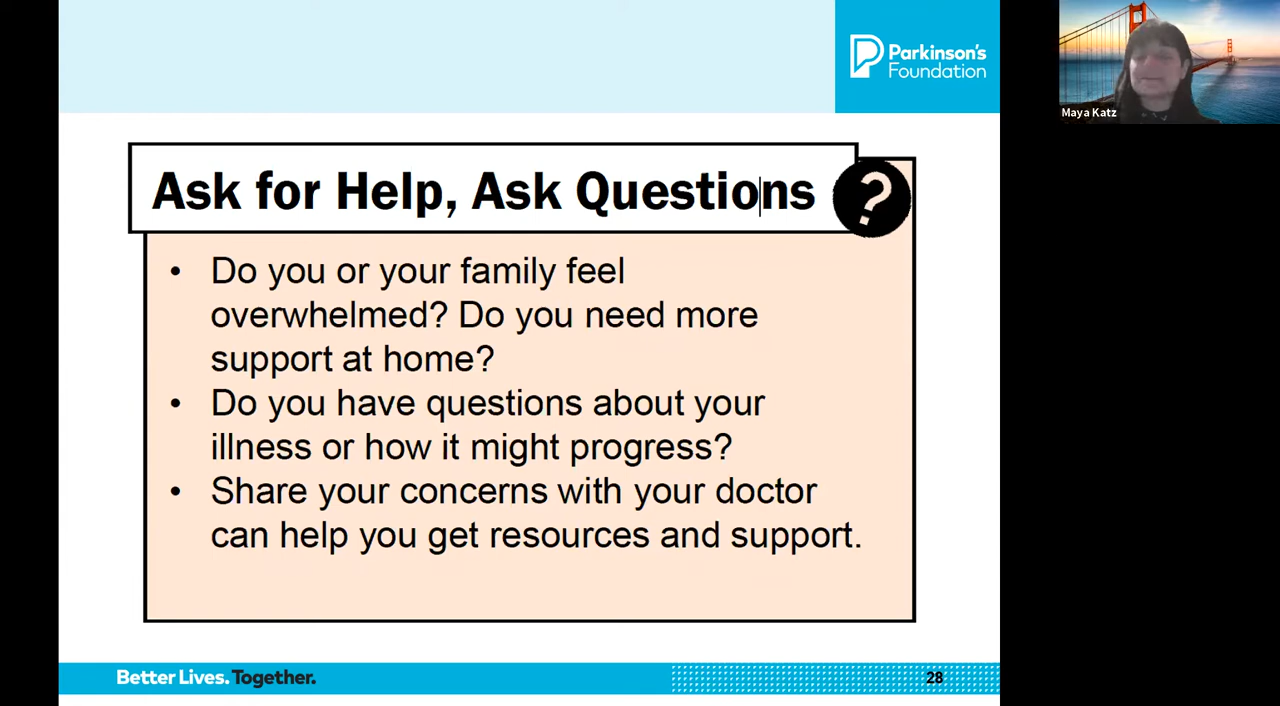 Parkinson's
Foundation
Maya Katz
Ask for Help, Ask Questions
?
• Do you or your family feel
overwhelmed? Do you need more
support at home?
• Do you have questions about your
illness or how it might progress?
• Share your concerns with your doctor
can help you get resources and support.
Better Lives. Together.
28